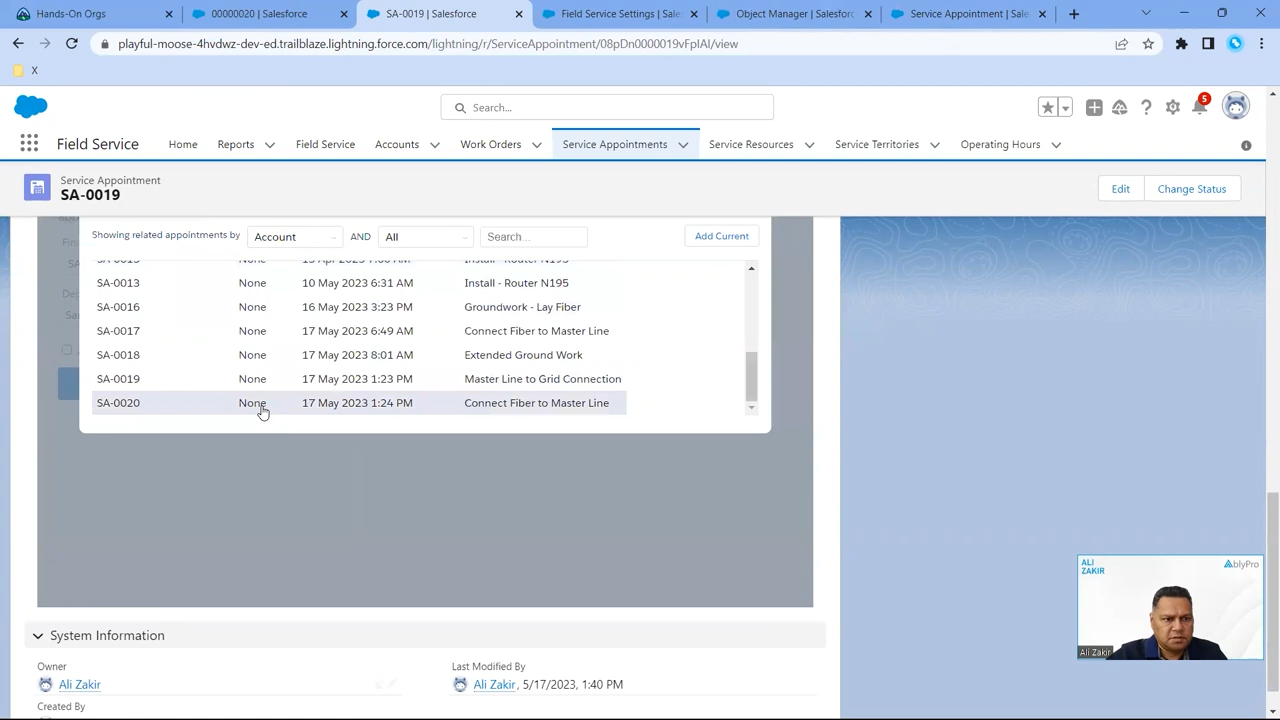 Hands-On Orgs
00000020 | Salesforce
SA-0019 | Salesforce
Field Service Settings | Sales
Object Manager | Salesforc
Service Appointment | Sale
playful-moose-4hvdwz-dev-ed.trailblaze.lightning.force.com/lightning/r/ServiceAppointment/08pDn0000019vFpIAI/view
X
Search...
5
Field Service
Home
Reports
Field Service
Accounts
Work Orders
Service Appointments
Service Resources
Service Territories
Operating Hours
Service Appointment
SA-0019
Edit
Change Status
Showing related appointments by
Account
AND
All
Search...
Add Current
SA-0013 None 10 May 2023 6:31 AM Install - Router N195
SA-0016 None 16 May 2023 3:23 PM Groundwork - Lay Fiber
SA-0017 None 17 May 2023 6:49 AM Connect Fiber to Master Line
SA-0018 None 17 May 2023 8:01 AM Extended Ground Work
SA-0019 None 17 May 2023 1:23 PM Master Line to Grid Connection
SA-0020 None 17 May 2023 1:24 PM Connect Fiber to Master Line
System Information
Owner
Ali Zakir
Last Modified By
Ali Zakir, 5/17/2023, 1:40 PM
Created By
ALI
ZAKIR
AblyPro
Ali Zakir